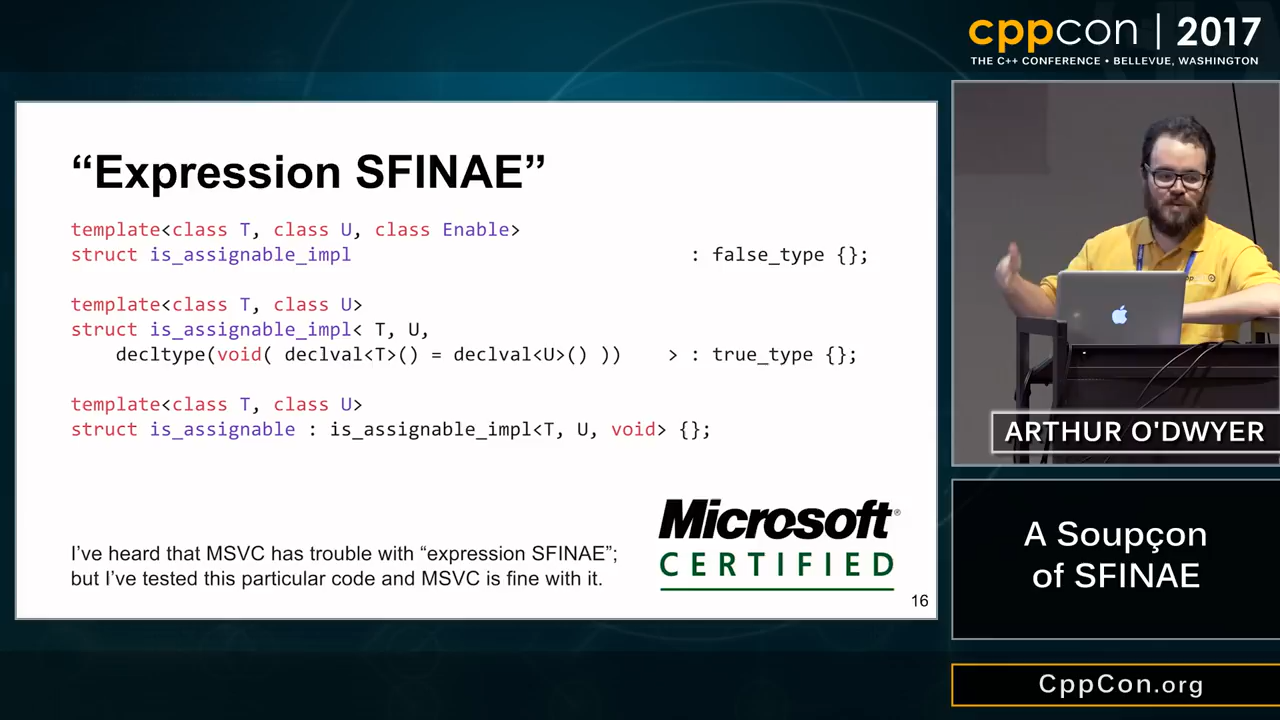 cppcon | 2017
THE C++ CONFERENCE • BELLEVUE, WASHINGTON
“Expression SFINAE”
template<class T, class U, class Enable>
struct is_assignable_impl : false_type {};
template<class T, class U>
struct is_assignable_impl< T, U,
decltype(void( declval<T>() = declval<U>() )) > : true_type {};
template<class T, class U>
struct is_assignable : is_assignable_impl<T, U, void> {};
I’ve heard that MSVC has trouble with “expression SFINAE”;
but I’ve tested this particular code and MSVC is fine with it.
Microsoft®
CERTIFIED
16
ARTHUR O'DWYER
A Soupçon
of SFINAE
CppCon.org